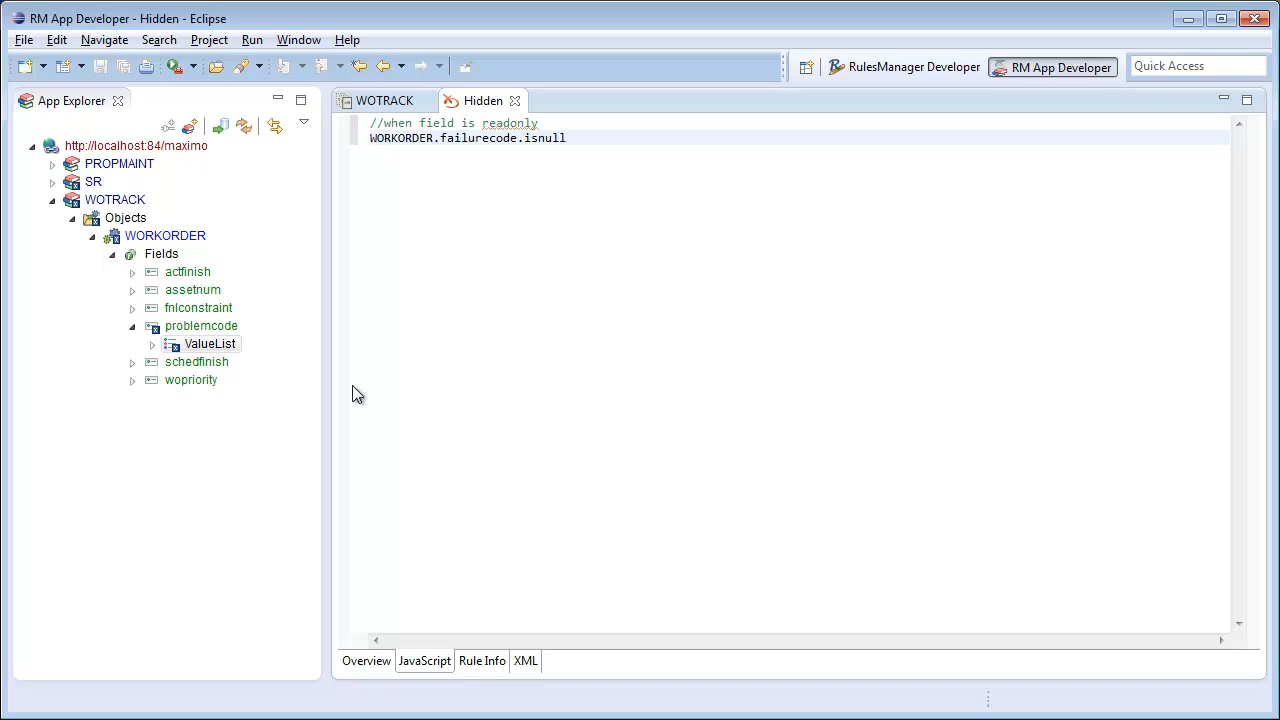 RM App Developer - Hidden - Eclipse
File Edit Navigate Search Project Run Window Help
RulesManager Developer RM App Developer Quick Access
App Explorer
WOTRACK Hidden
http://localhost:84/maximo
PROPMAINT
SR
WOTRACK
Objects
WORKORDER
Fields
actfinish
assetnum
fnlconstraint
problemcode
ValueList
schedfinish
wopriority
//when field is readonly
WORKORDER.failurecode.isnull
Overview JavaScript Rule Info XML